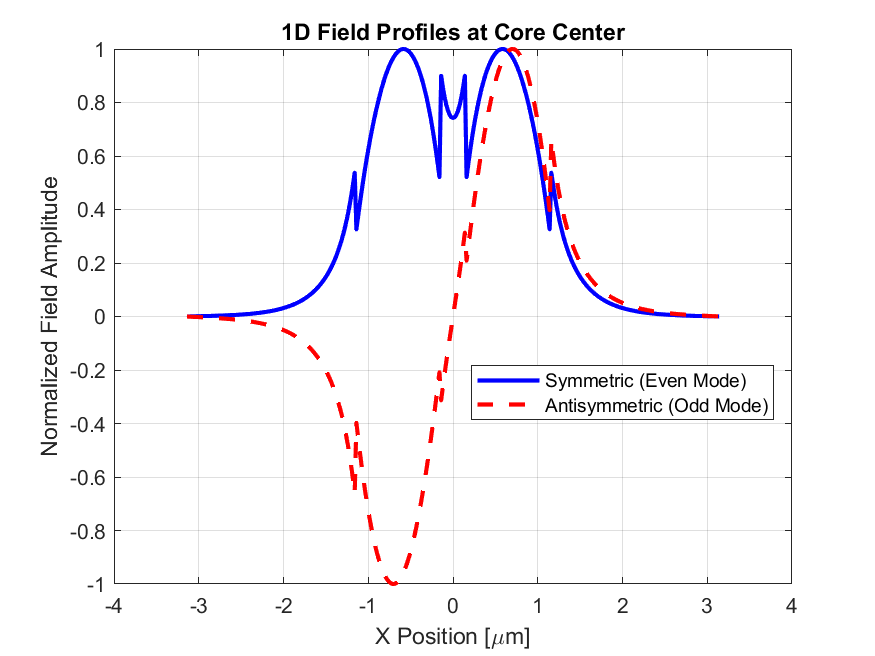 1D Field Profiles at Core Center
Normalized Field Amplitude
1
0.8
0.6
0.4
0.2
0
-0.2
-0.4
-0.6
-0.8
-1
Symmetric (Even Mode)
Antisymmetric (Odd Mode)
-4 -3 -2 -1 0 1 2 3 4
X Position [μm]